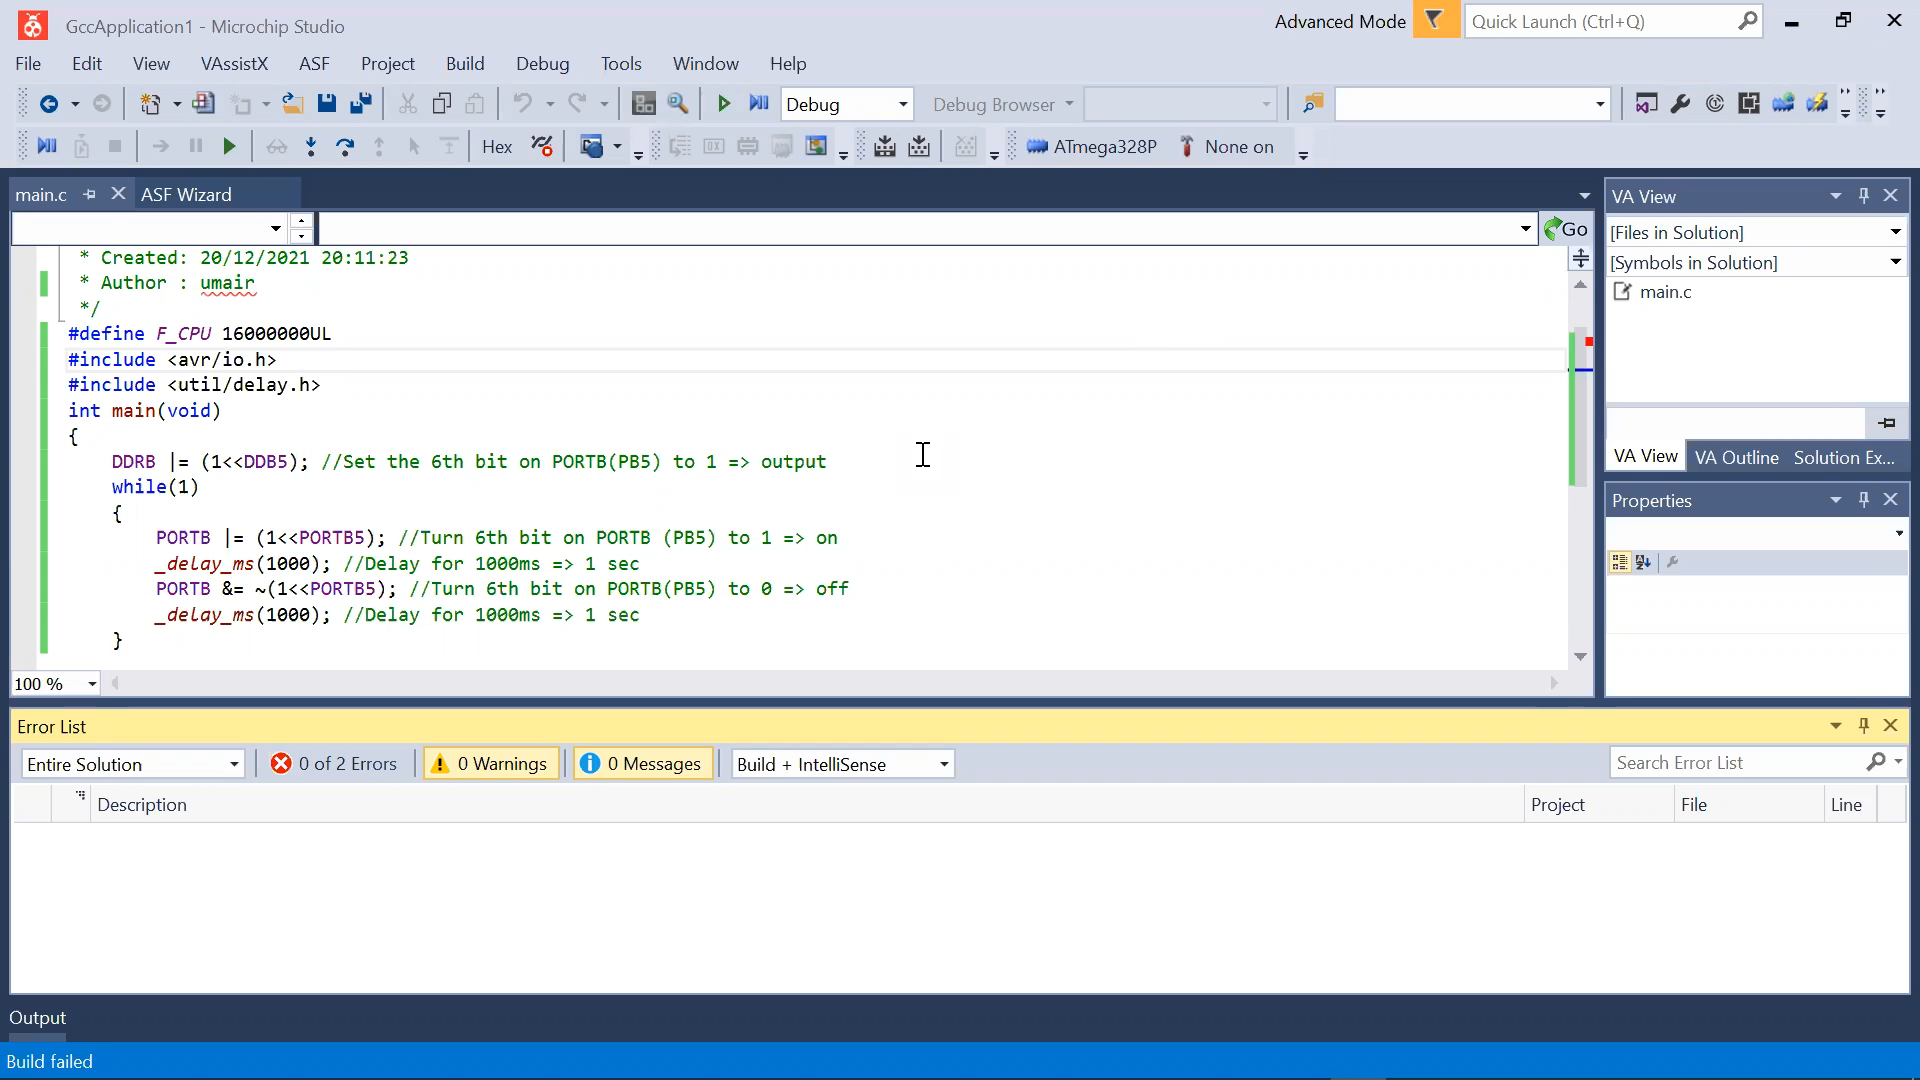 GccApplication1 - Microchip Studio
Advanced Mode
Quick Launch (Ctrl+Q)
File Edit View VAssistX ASF Project Build Debug Tools Window Help
Debug
Debug Browser
Hex
ATmega328P
None on
main.c
ASF Wizard
Go
* Created: 20/12/2021 20:11:23
* Author : umair
*/
#define F_CPU 16000000UL
#include <avr/io.h>
#include <util/delay.h>
int main(void)
{
DDRB |= (1<<DDB5); //Set the 6th bit on PORTB(PB5) to 1 => output
while(1)
{
PORTB |= (1<<PORTB5); //Turn 6th bit on PORTB (PB5) to 1 => on
_delay_ms(1000); //Delay for 1000ms => 1 sec
PORTB &= ~(1<<PORTB5); //Turn 6th bit on PORTB(PB5) to 0 => off
_delay_ms(1000); //Delay for 1000ms => 1 sec
}
100 %
VA View
[Files in Solution]
[Symbols in Solution]
main.c
VA View VA Outline Solution Ex...
Properties
Error List
Entire Solution
0 of 2 Errors
0 Warnings
0 Messages
Build + IntelliSense
Search Error List
Description Project File Line
Output
Build failed